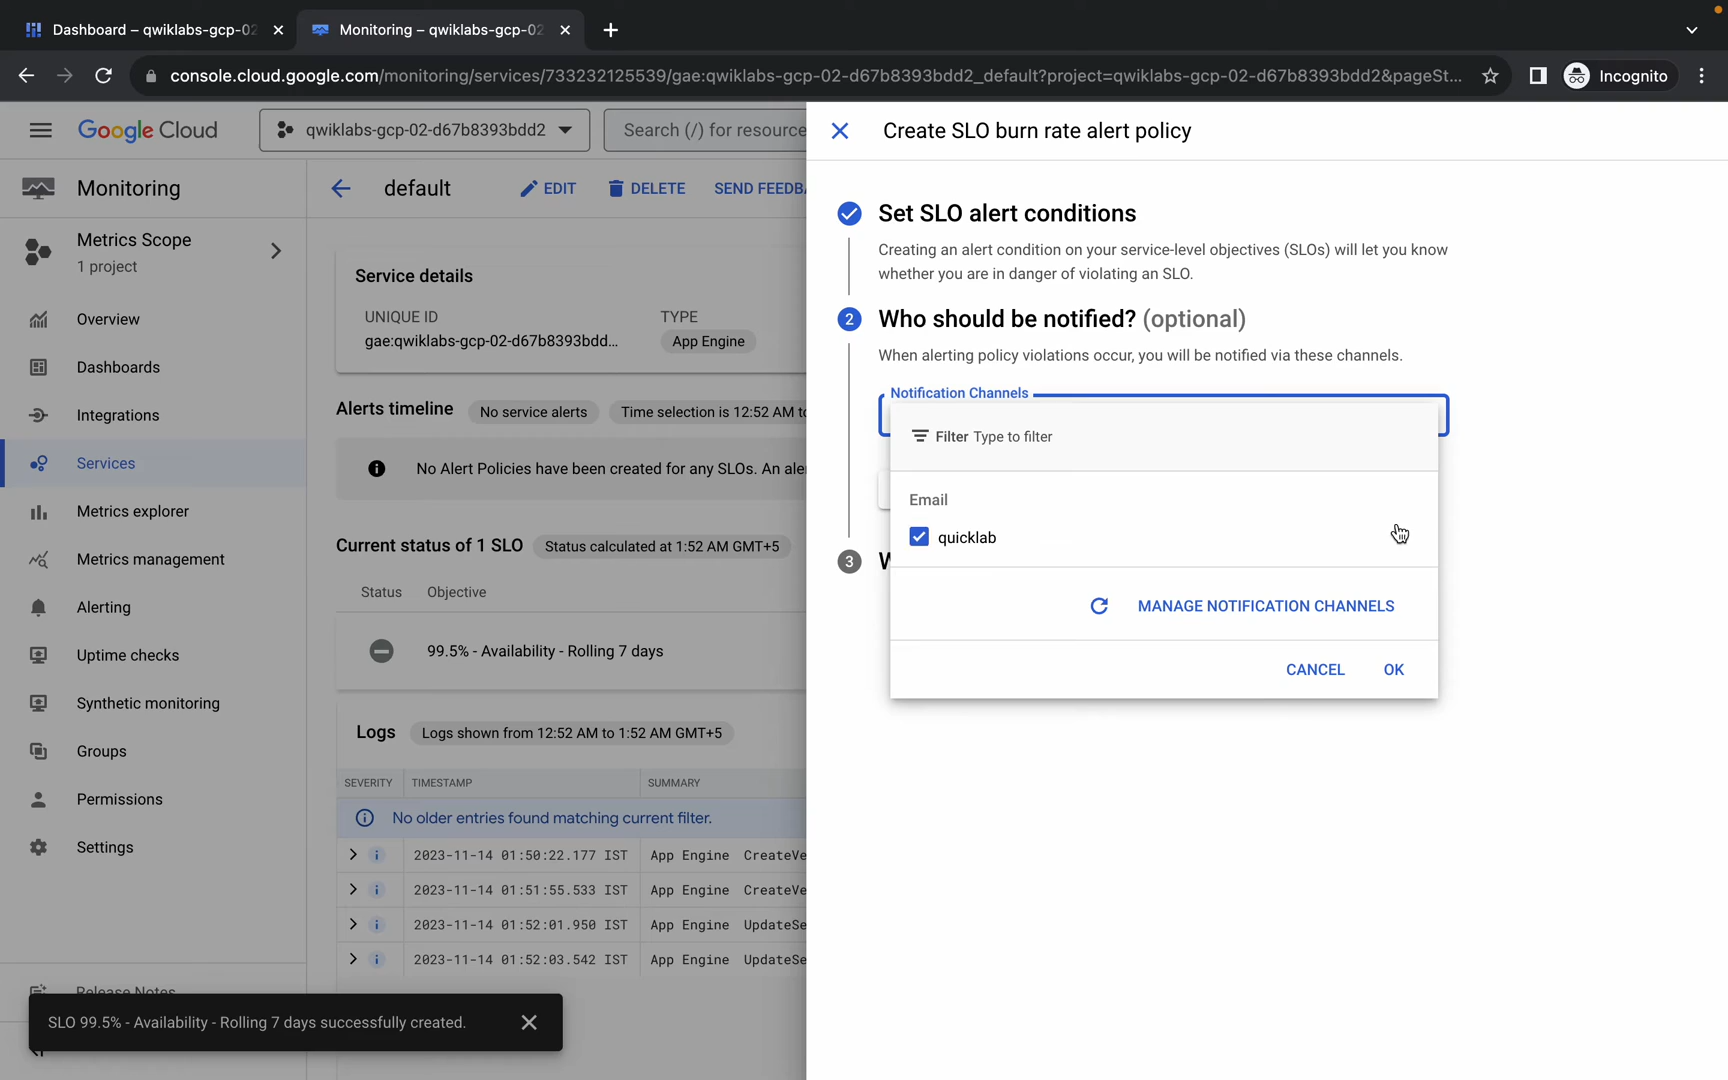 Dashboard – qwiklabs-gcp-02
Monitoring – qwiklabs-gcp-02
console.cloud.google.com/monitoring/services/733232125539/gae:qwiklabs-gcp-02-d67b8393bdd2_default?project=qwiklabs-gcp-02-d67b8393bdd2&pageSt...
Incognito
Google Cloud
qwiklabs-gcp-02-d67b8393bdd2
Search (/) for resource
Monitoring
Metrics Scope
1 project
Overview
Dashboards
Integrations
Services
Metrics explorer
Metrics management
Alerting
Uptime checks
Synthetic monitoring
Groups
Permissions
Settings
Release Notes
default
EDIT
DELETE
SEND FEEDBA
Service details
UNIQUE ID
gae:qwiklabs-gcp-02-d67b8393bdd...
TYPE
App Engine
Alerts timeline
No service alerts
Time selection is 12:52 AM to
No Alert Policies have been created for any SLOs. An ale
Current status of 1 SLO
Status calculated at 1:52 AM GMT+5
Status Objective
99.5% - Availability - Rolling 7 days
Logs
Logs shown from 12:52 AM to 1:52 AM GMT+5
SEVERITY TIMESTAMP SUMMARY
No older entries found matching current filter.
2023-11-14 01:50:22.177 IST App Engine CreateVe
2023-11-14 01:51:55.533 IST App Engine CreateVe
2023-11-14 01:52:01.950 IST App Engine UpdateSe
2023-11-14 01:52:03.542 IST App Engine UpdateSe
SLO 99.5% - Availability - Rolling 7 days successfully created.
Create SLO burn rate alert policy
Set SLO alert conditions
Creating an alert condition on your service-level objectives (SLOs) will let you know
whether you are in danger of violating an SLO.
2 Who should be notified? (optional)
When alerting policy violations occur, you will be notified via these channels.
Notification Channels
Filter Type to filter
Email
quicklab
3 W
MANAGE NOTIFICATION CHANNELS
CANCEL OK